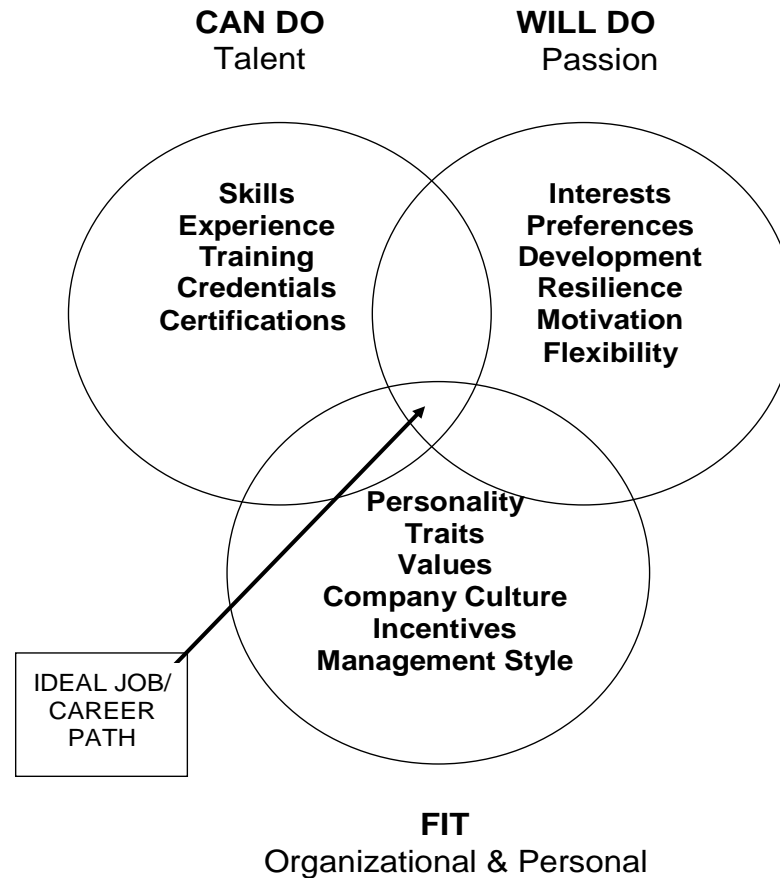 CAN DO
Talent
WILL DO
Passion
Skills
Experience
Training
Credentials
Certifications
Interests
Preferences
Development
Resilience
Motivation
Flexibility
Personality
Traits
Values
Company Culture
Incentives
Management Style
IDEAL JOB/
CAREER
PATH
FIT
Organizational & Personal